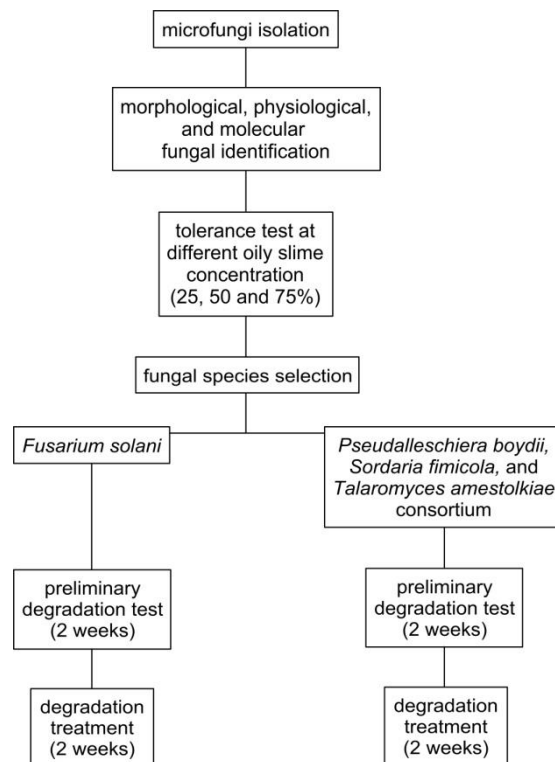 microfungi isolation
morphological, physiological,
and molecular
fungal identification
tolerance test at
different oily slime
concentration
(25, 50 and 75%)
fungal species selection
Fusarium solani
Pseudalleschiera boydii,
Sordaria fimicola, and
Talaromyces amestolkiae
consortium
preliminary
degradation test
(2 weeks)
preliminary
degradation test
(2 weeks)
degradation
treatment
(2 weeks)
degradation
treatment
(2 weeks)